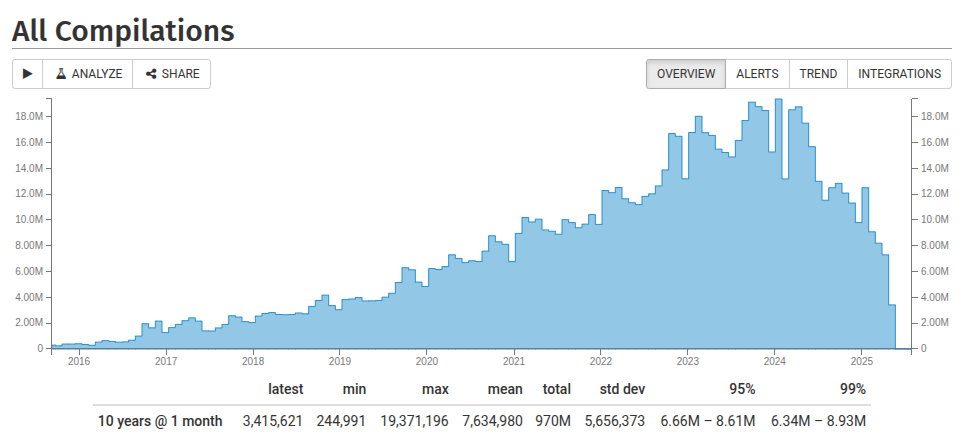 All Compilations
ANALYZE SHARE OVERVIEW ALERTS TREND INTEGRATIONS
18.0M 18.0M
16.0M 16.0M
14.0M 14.0M
12.0M 12.0M
10.0M 10.0M
8.00M 8.00M
6.00M 6.00M
4.00M 4.00M
2.00M 2.00M
0 0
2016 2017 2018 2019 2020 2021 2022 2023 2024 2025
latest min max mean total std dev 95% 99%
10 years @ 1 month 3,415,621 244,991 19,371,196 7,634,980 970M 5,656,373 6.66M – 8.61M 6.34M – 8.93M